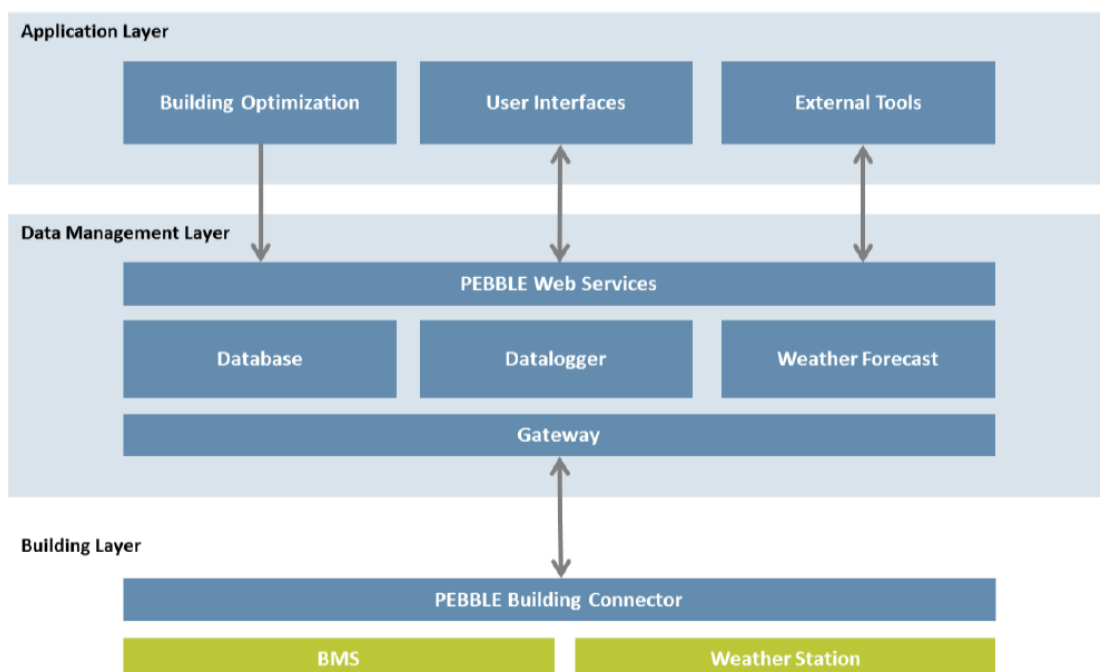 Application Layer
Building Optimization
User Interfaces
External Tools
Data Management Layer
PEBBLE Web Services
Database
Datalogger
Weather Forecast
Gateway
Building Layer
PEBBLE Building Connector
BMS
Weather Station